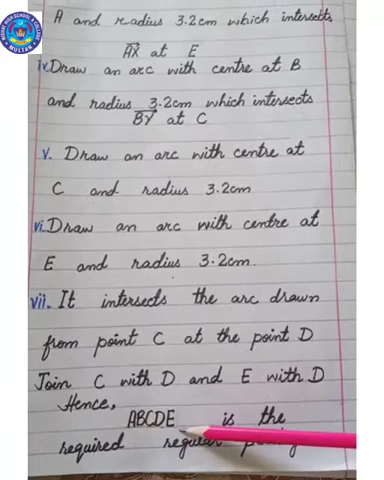 A and radius 3.2cm which intersects
AX at E
iv. Draw an arc with centre at B
and radius 3.2cm which intersects
BY at C
v. Draw an arc with centre at
C and radius 3.2cm
vi. Draw an arc with centre at
E and radius 3.2cm.
vii. It intersects the arc drawn
from point C at the point D
Join C with D and E with D
Hence,
ABCDE is the
required regular
MULTAN